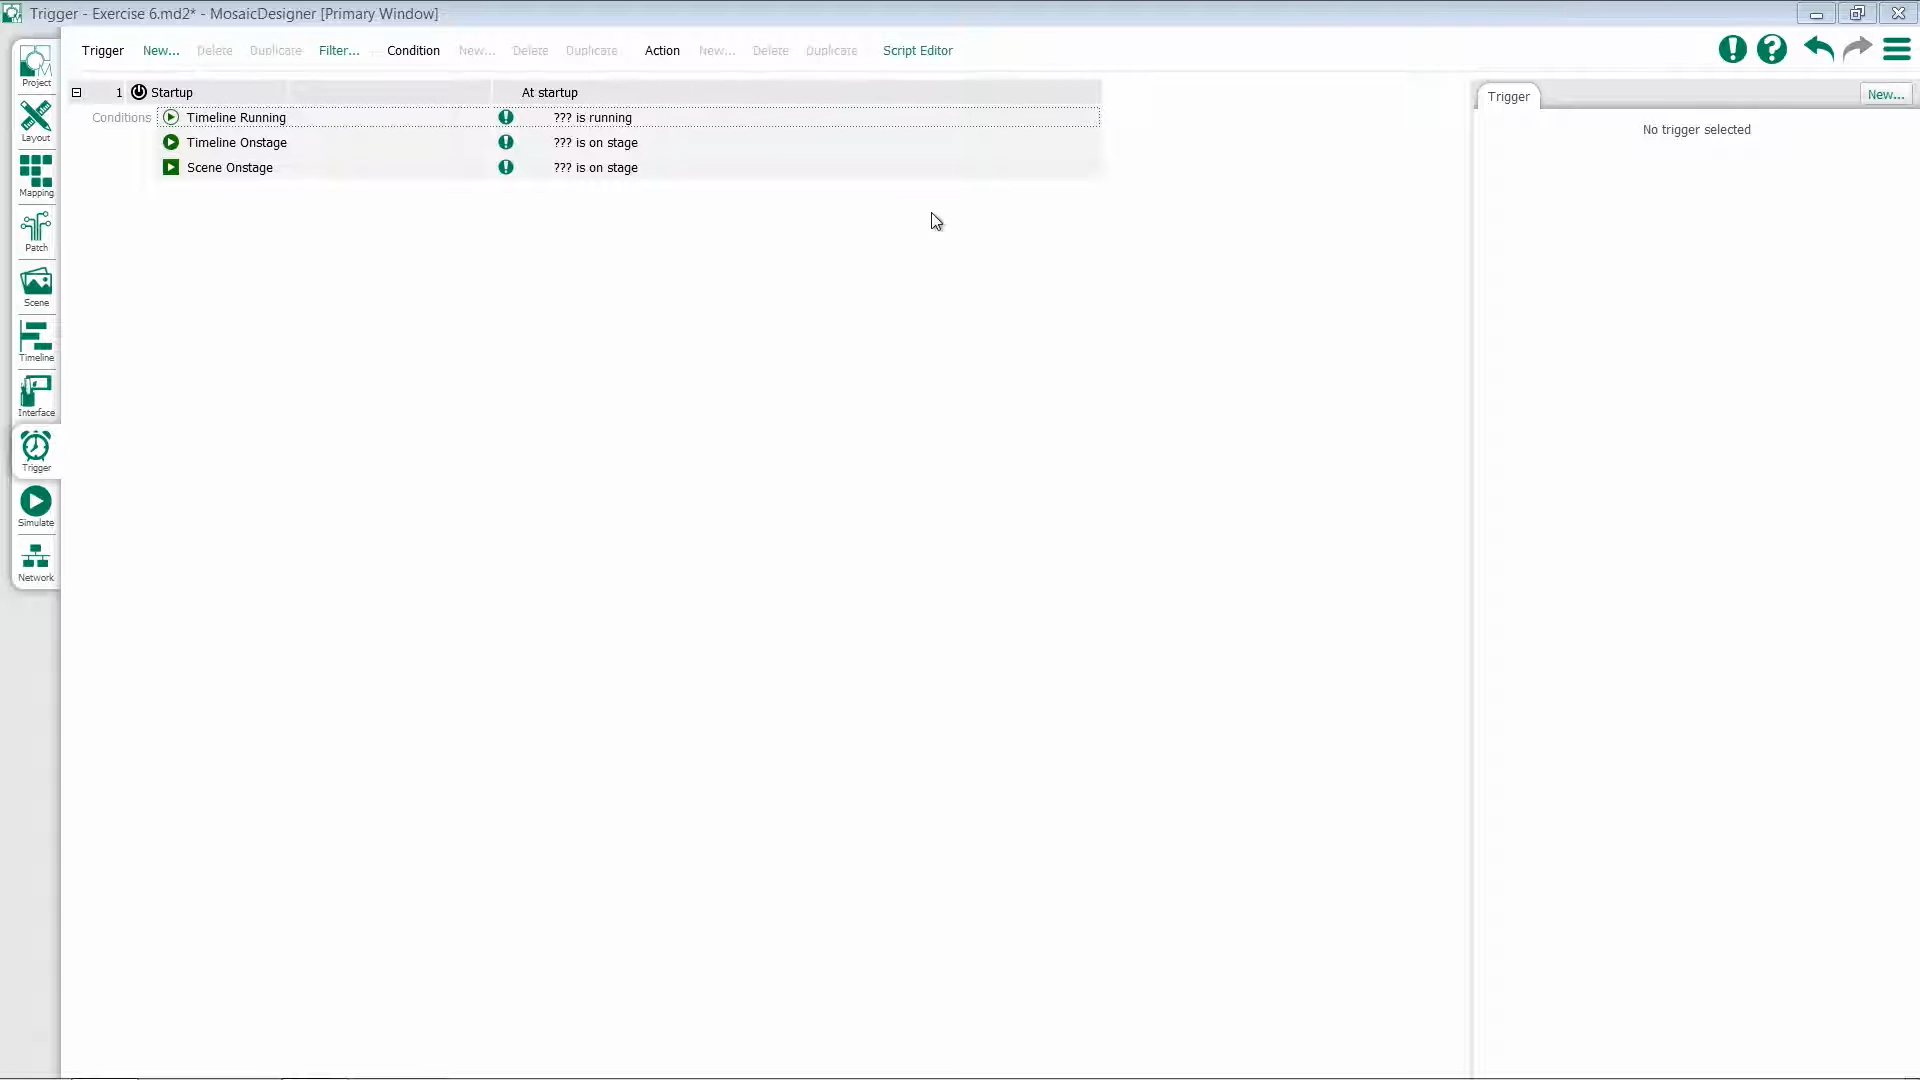 Trigger - Exercise 6.md2* - MosaicDesigner [Primary Window]
Trigger New... Delete Duplicate Filter... Condition New... Delete Duplicate Action New... Delete Duplicate Script Editor
Project
Layout
Mapping
Patch
Scene
Timeline
Interface
Trigger
Simulate
Network
1 Startup At startup
Conditions Timeline Running ??? is running
Timeline Onstage ??? is on stage
Scene Onstage ??? is on stage
Trigger New...
No trigger selected